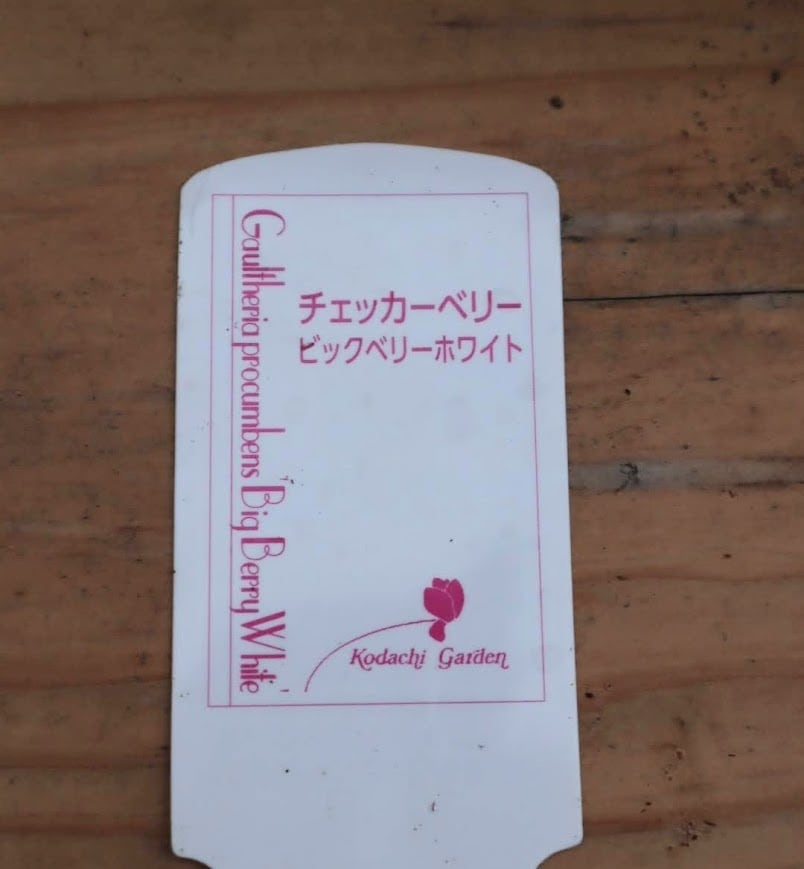 チェッカーベリー
ビックベリーホワイト
Gaultheria procumbens Big Berry White
Kodachi Garden